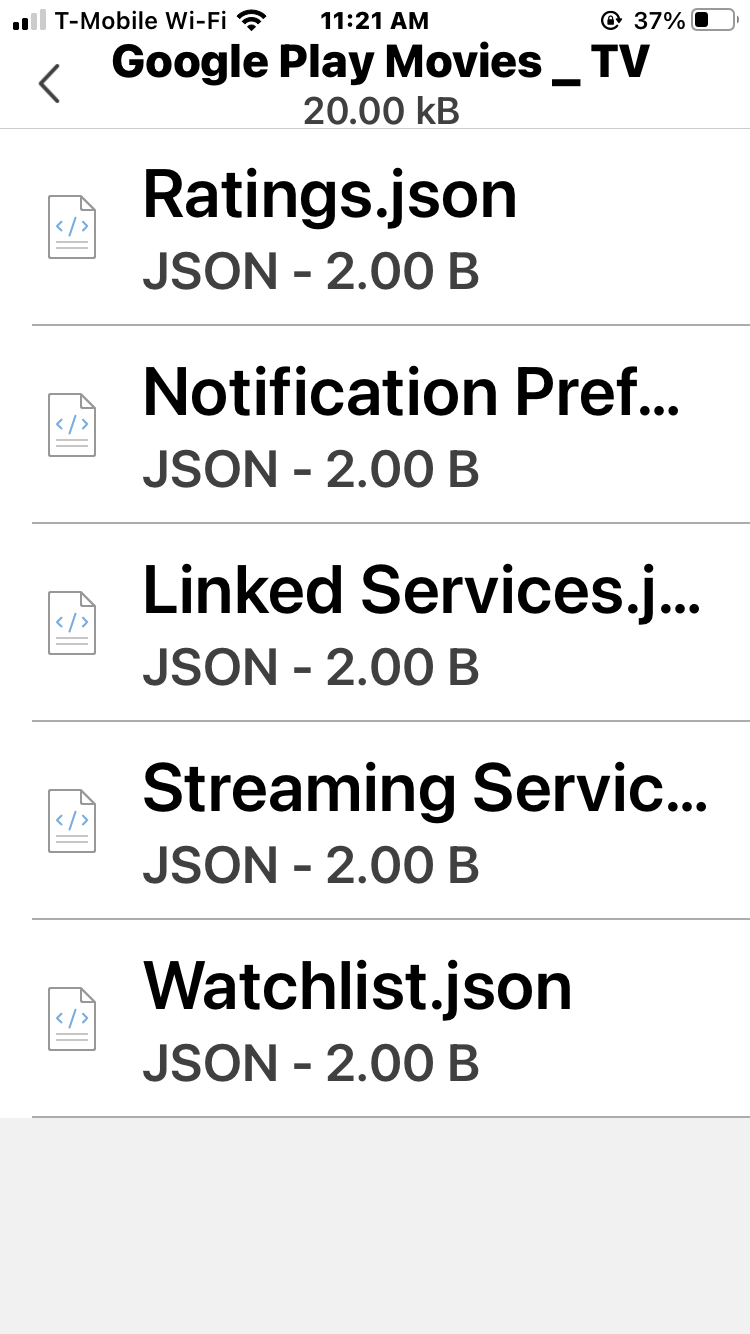 T-Mobile Wi-Fi 11:21 AM 37%
Google Play Movies _ TV
20.00 kB
Ratings.json
JSON - 2.00 B
Notification Pref...
JSON - 2.00 B
Linked Services.j...
JSON - 2.00 B
Streaming Servic...
JSON - 2.00 B
Watchlist.json
JSON - 2.00 B